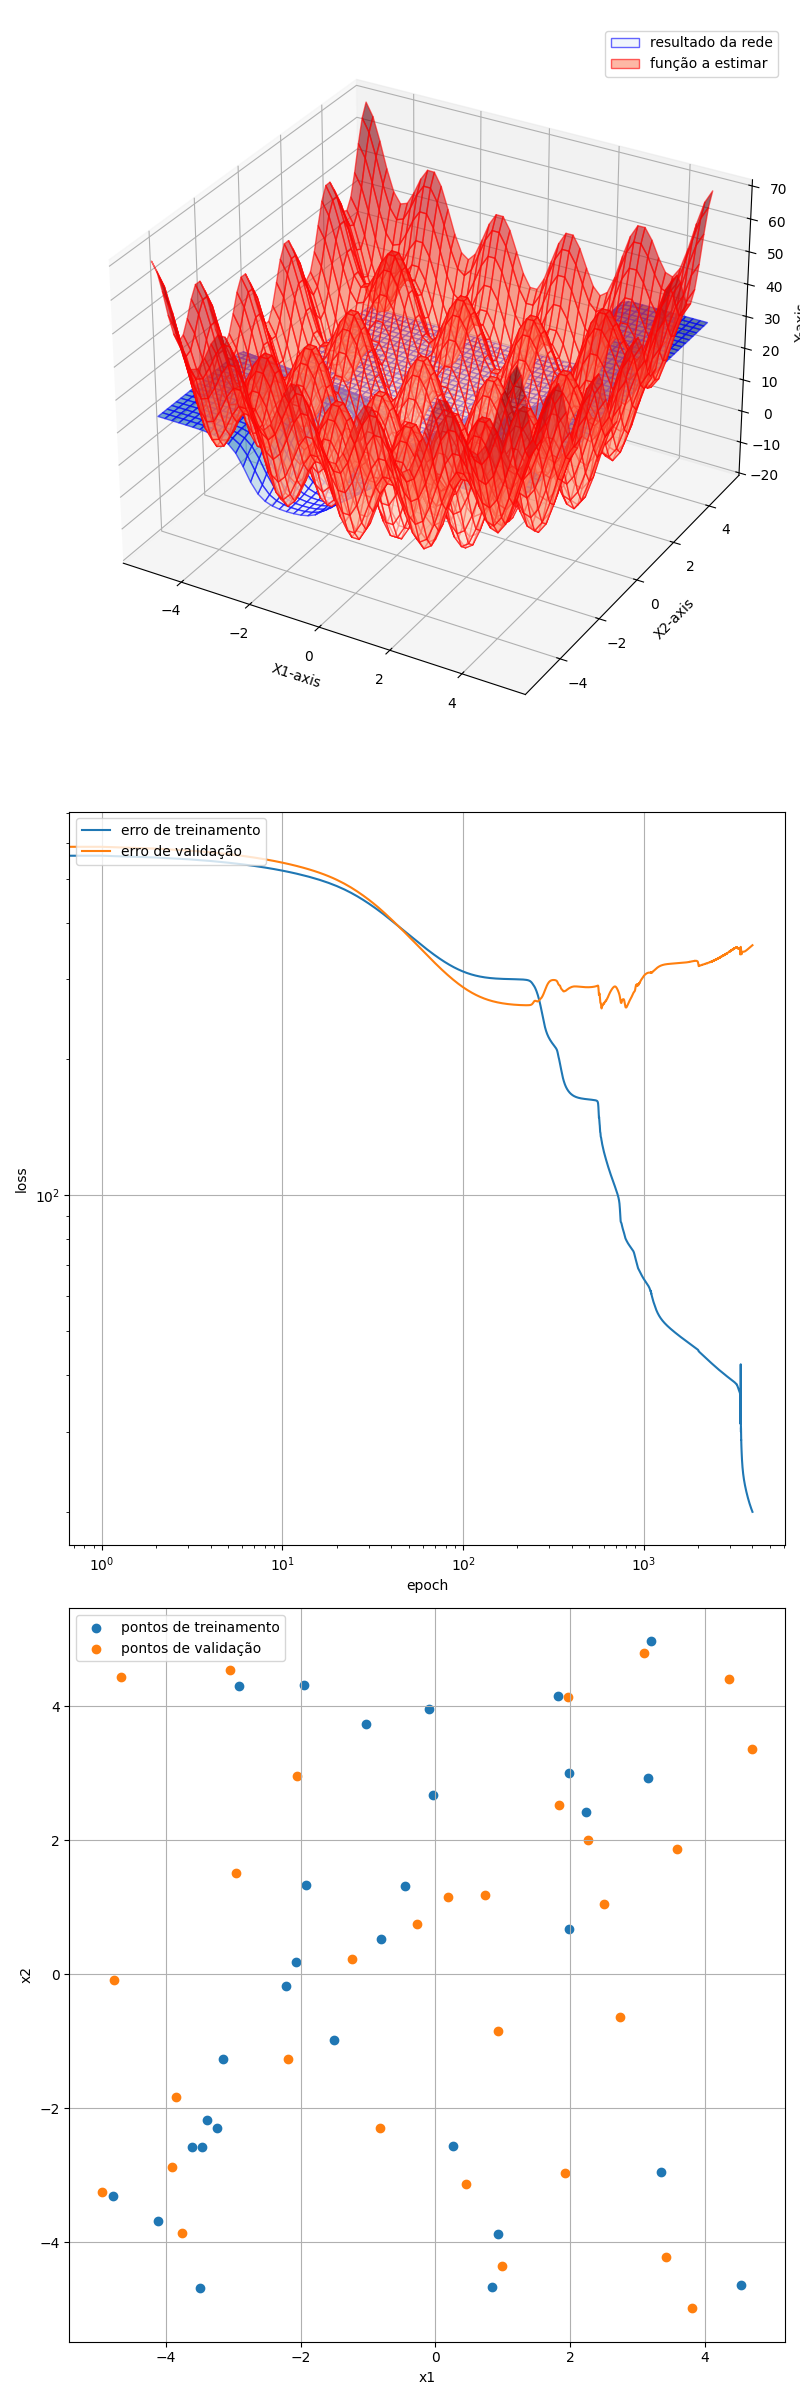 resultado da rede
função a estimar
70
60
50
40
30
20
10
0
−10
−20
−4
−2
0
2
4
X1-axis
−4
−2
0
2
4
X2-axis
erro de treinamento
erro de validação
loss
10²
10⁰ 10¹ 10² 10³
epoch
pontos de treinamento
pontos de validação
4
2
0
−2
−4
x2
−4 −2 0 2 4
x1